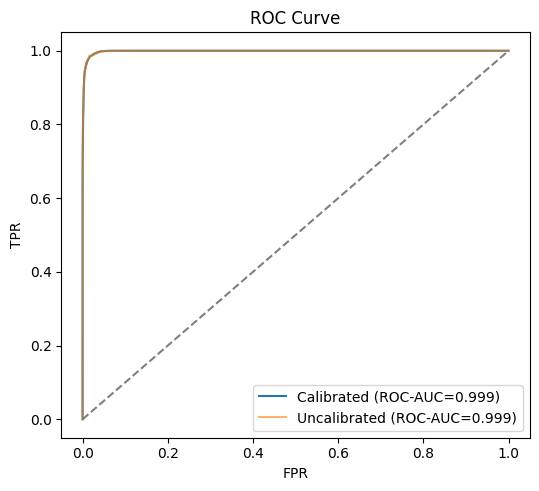 ROC Curve
1.0
0.8
0.6
0.4
0.2
0.0
TPR
Calibrated (ROC-AUC=0.999)
Uncalibrated (ROC-AUC=0.999)
0.0 0.2 0.4 0.6 0.8 1.0
FPR